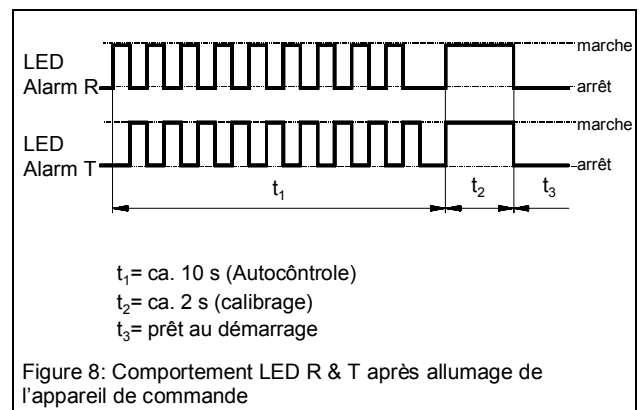 LED
Alarm R
marche
arrêt
LED
Alarm T
marche
arrêt
t1
t2
t3
t1= ca. 10 s (Autocôntrole)
t2= ca. 2 s (calibrage)
t3= prêt au démarrage
Figure 8: Comportement LED R & T après allumage de
l'appareil de commande